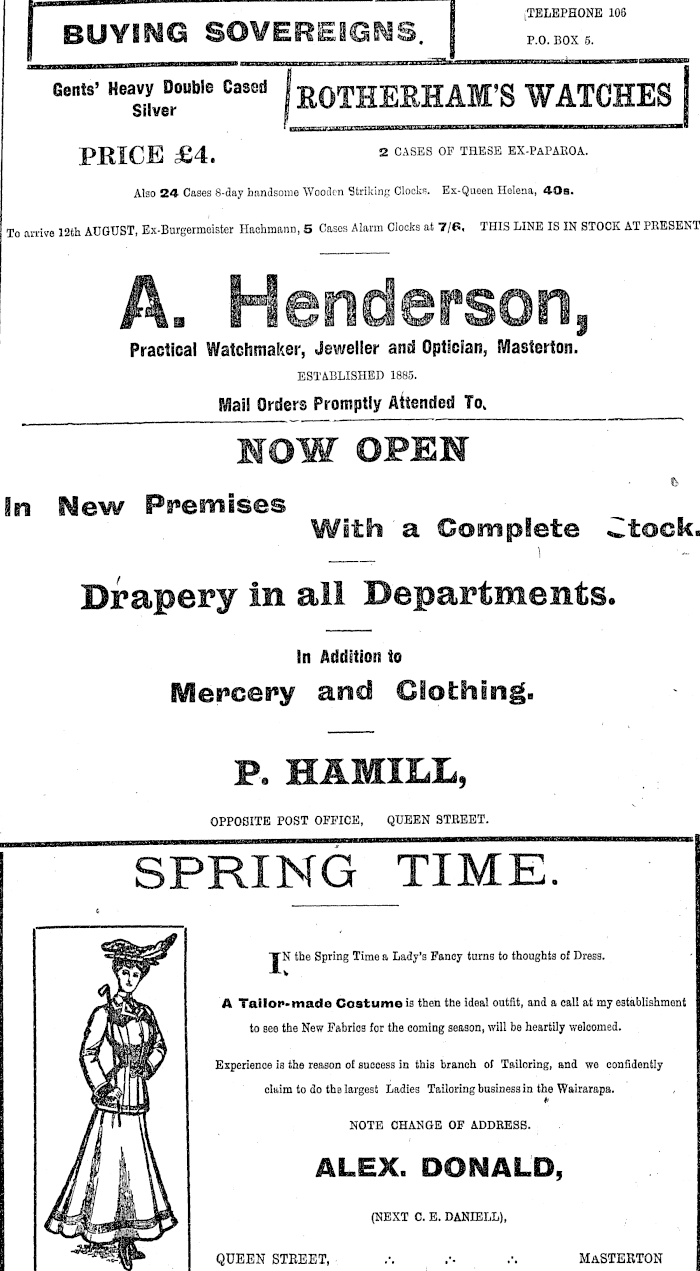 BUYING SOVEREIGNS.
TELEPHONE 106
P.O. BOX 5.
Gents' Heavy Double Cased
Silver
ROTHERHAM'S WATCHES
PRICE £4.
2 CASES OF THESE EX-PAPAROA.
Also 24 Cases 8-day handsome Wooden Striking Clocks. Ex-Queen Helena, 40s.
To arrive 12th AUGUST, Ex-Burgermeister Hachmann, 5 Cases Alarm Clocks at 7/6. THIS LINE IS IN STOCK AT PRESENT
A. Henderson,
Practical Watchmaker, Jeweller and Optician, Masterton.
ESTABLISHED 1885.
Mail Orders Promptly Attended To.
NOW OPEN
In New Premises
With a Complete Stock.
Drapery in all Departments.
In Addition to
Mercery and Clothing.
P. HAMILL,
OPPOSITE POST OFFICE, QUEEN STREET.
SPRING TIME.
IN the Spring Time a Lady's Fancy turns to thoughts of Dress.
A Tailor-made Costume is then the ideal outfit, and a call at my establishment
to see the New Fabrics for the coming season, will be heartily welcomed.
Experience is the reason of success in this branch of Tailoring, and we confidently
claim to do the largest Ladies Tailoring business in the Wairarapa.
NOTE CHANGE OF ADDRESS.
ALEX. DONALD,
(NEXT C. E. DANIELL),
QUEEN STREET, ∴ ∴ ∴ MASTERTON